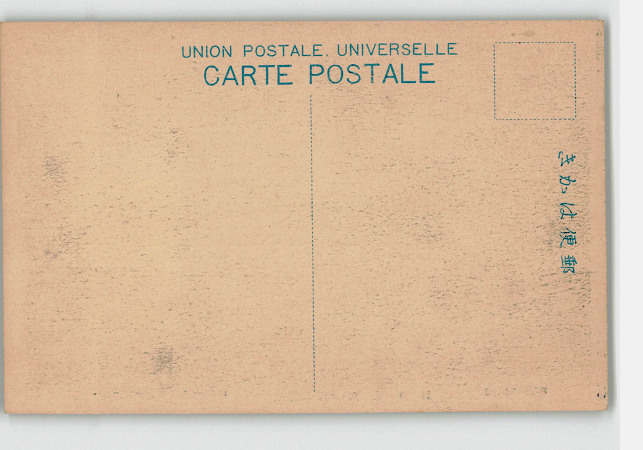 UNION POSTALE. UNIVERSELLE
CARTE POSTALE
郵便はかき